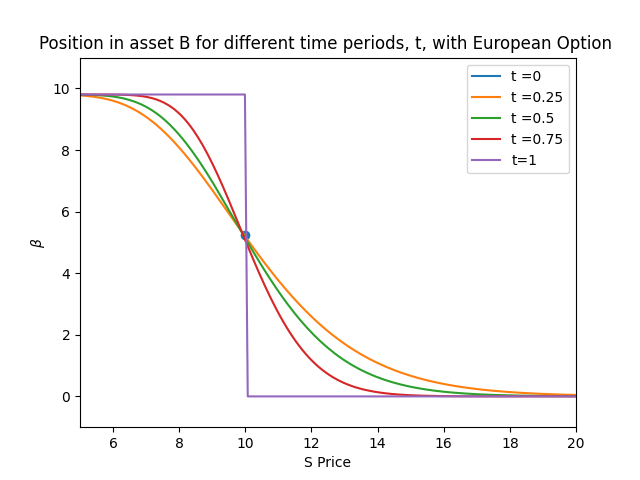 Position in asset B for different time periods, t, with European Option
t =0
t =0.25
t =0.5
t =0.75
t=1
10
8
6
4
2
0
β
6 8 10 12 14 16 18 20
S Price